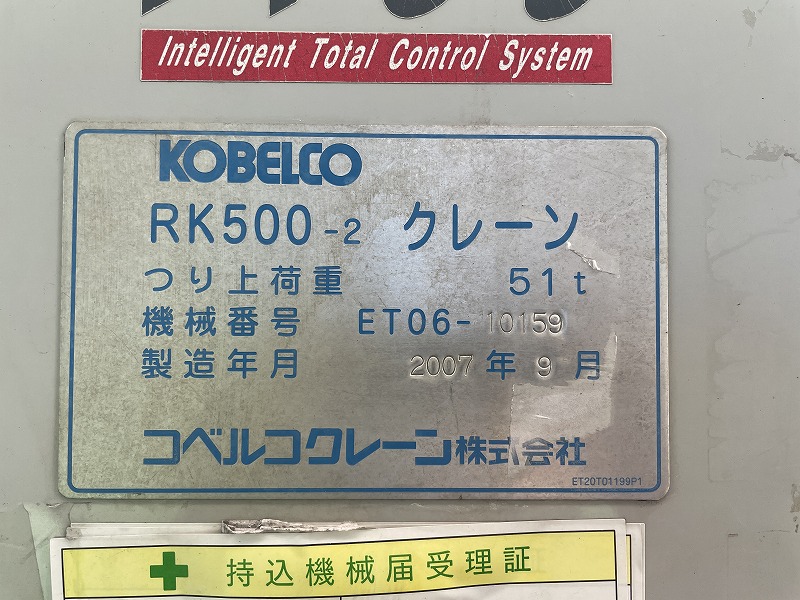 Intelligent Total Control System
KOBELCO
RK500-2 クレーン
つり上荷重 51t
機械番号 ET06-10159
製造年月 2007年9月
コベルコクレーン株式会社
ET20T01199P1
持込機械届受理証